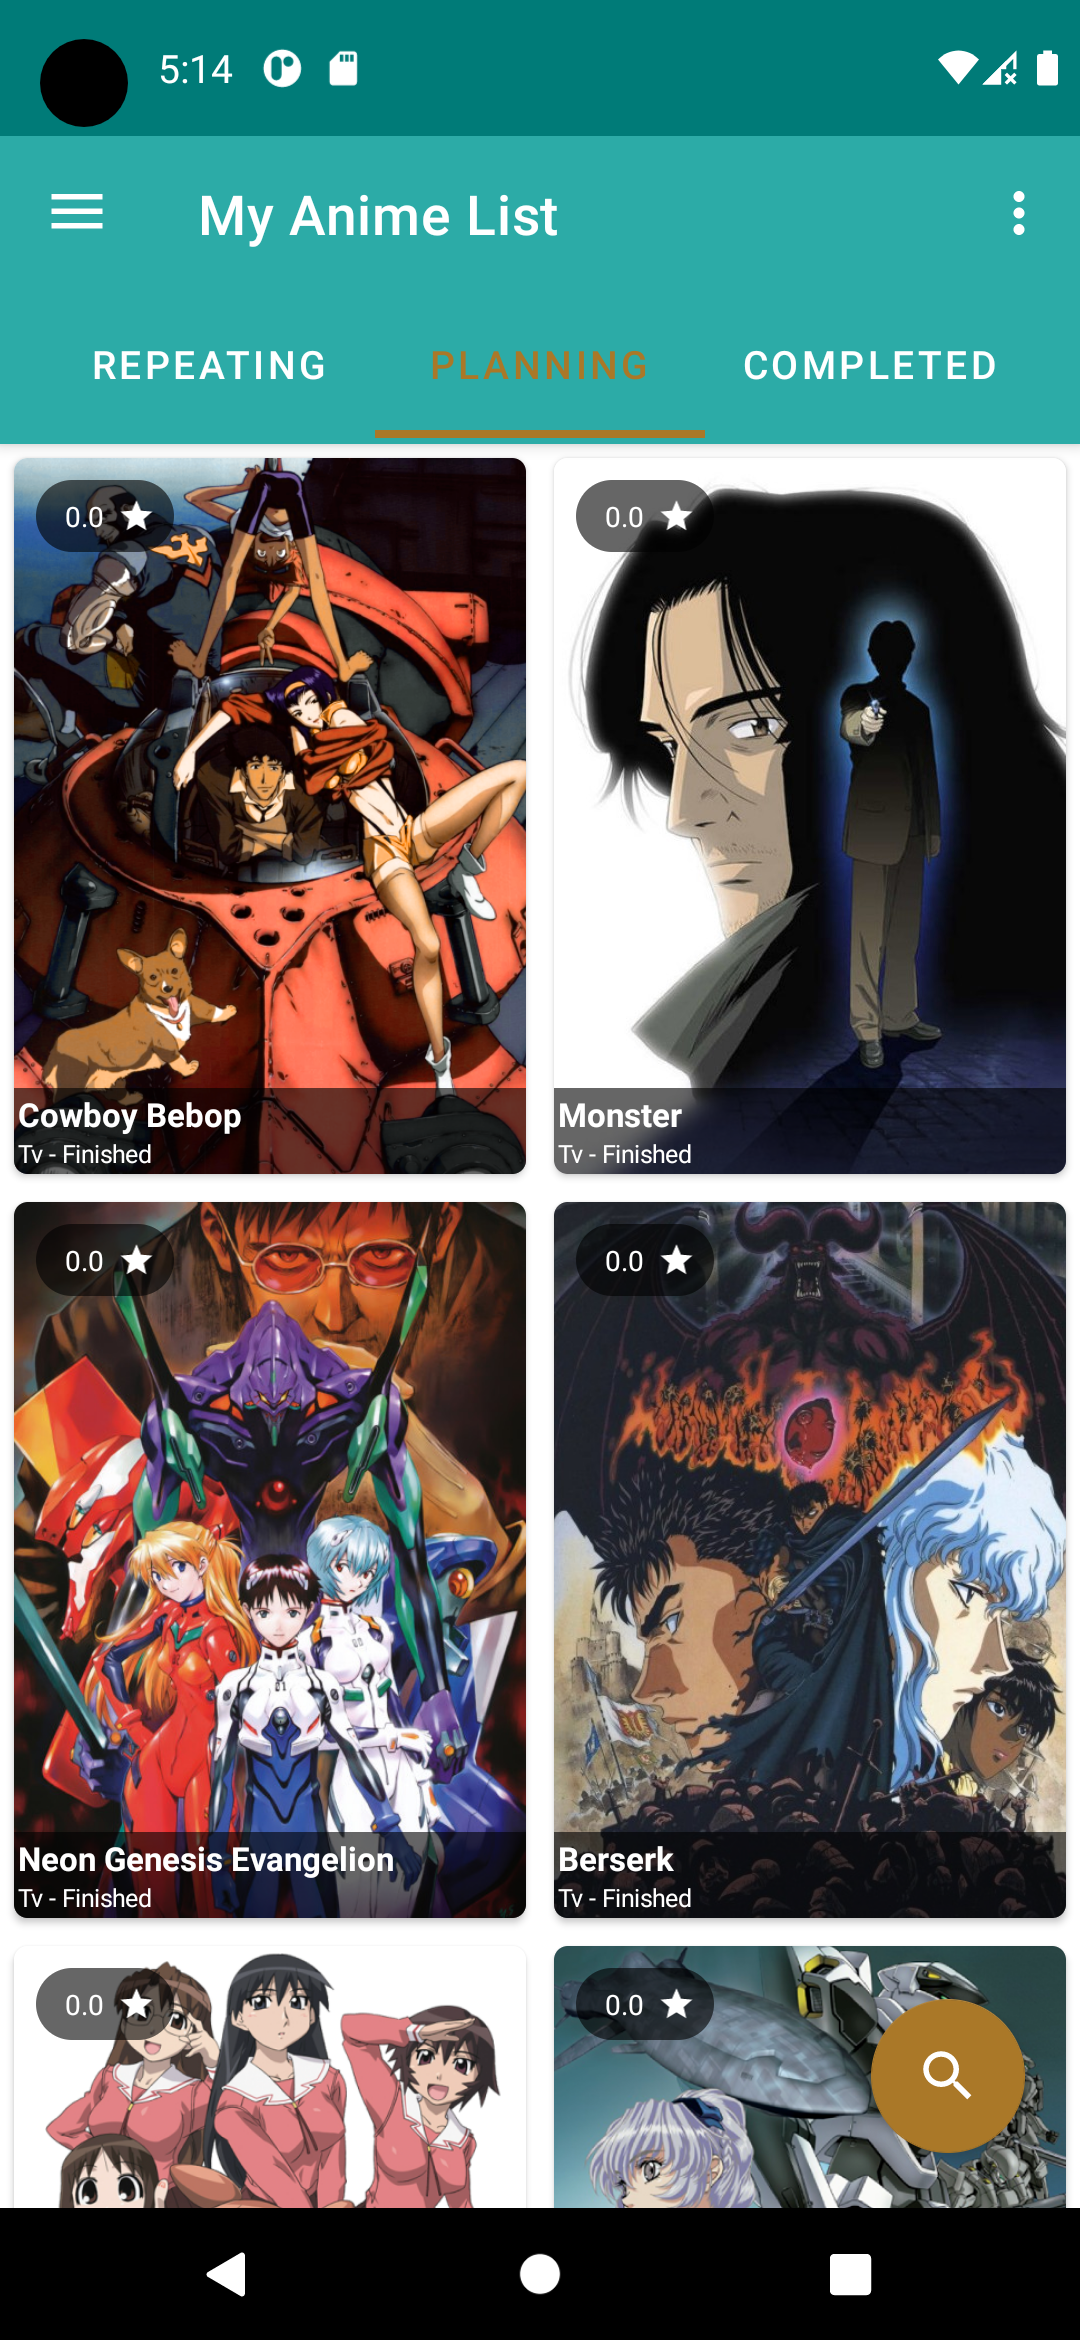 5:14
My Anime List
REPEATING
PLANNING
COMPLETED
0.0
0.0
Cowboy Bebop
Tv - Finished
Monster
Tv - Finished
0.0
0.0
Neon Genesis Evangelion
Tv - Finished
Berserk
Tv - Finished
0.0
0.0